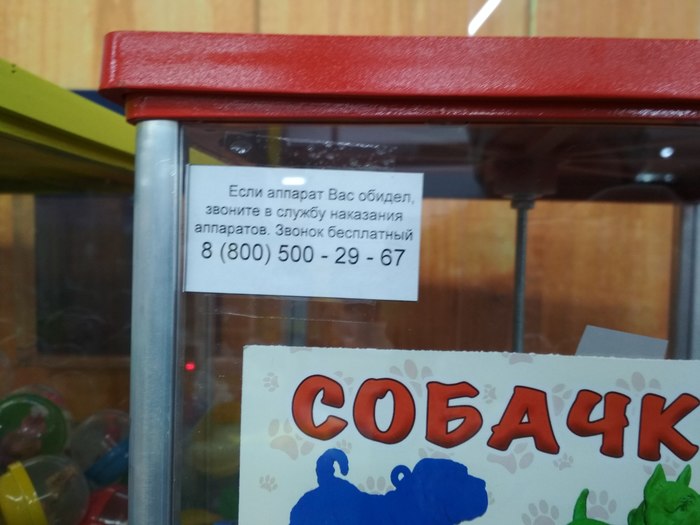 Если аппарат Вас обидел,
звоните в службу наказания
аппаратов. Звонок бесплатный
8 (800) 500 - 29 - 67
СОБАЧК